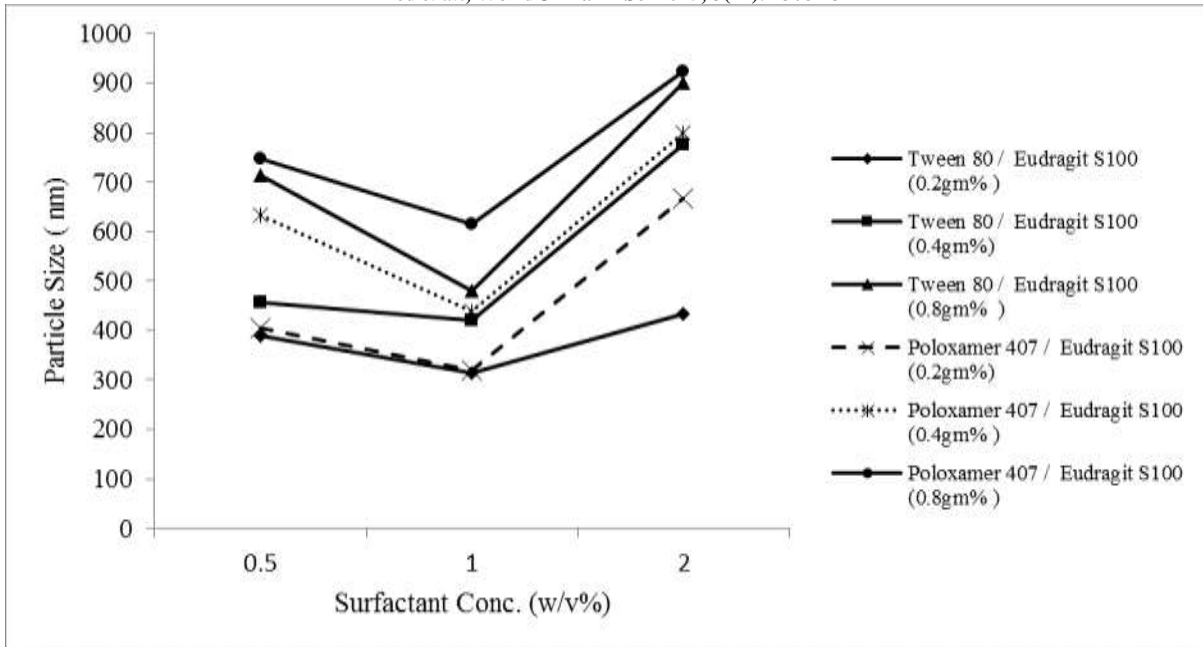 1000
900
800
700
600
500
400
300
200
100
0
Particle Size ( nm)
0.5 1 2
Surfactant Conc. (w/v%)
Tween 80 / Eudragit S100
(0.2gm% )
Tween 80 / Eudragit S100
(0.4gm%)
Tween 80 / Eudragit S100
(0.8gm% )
Poloxamer 407 / Eudragit S100
(0.2gm%)
Poloxamer 407 / Eudragit S100
(0.4gm% )
Poloxamer 407 / Eudragit S100
(0.8gm% )